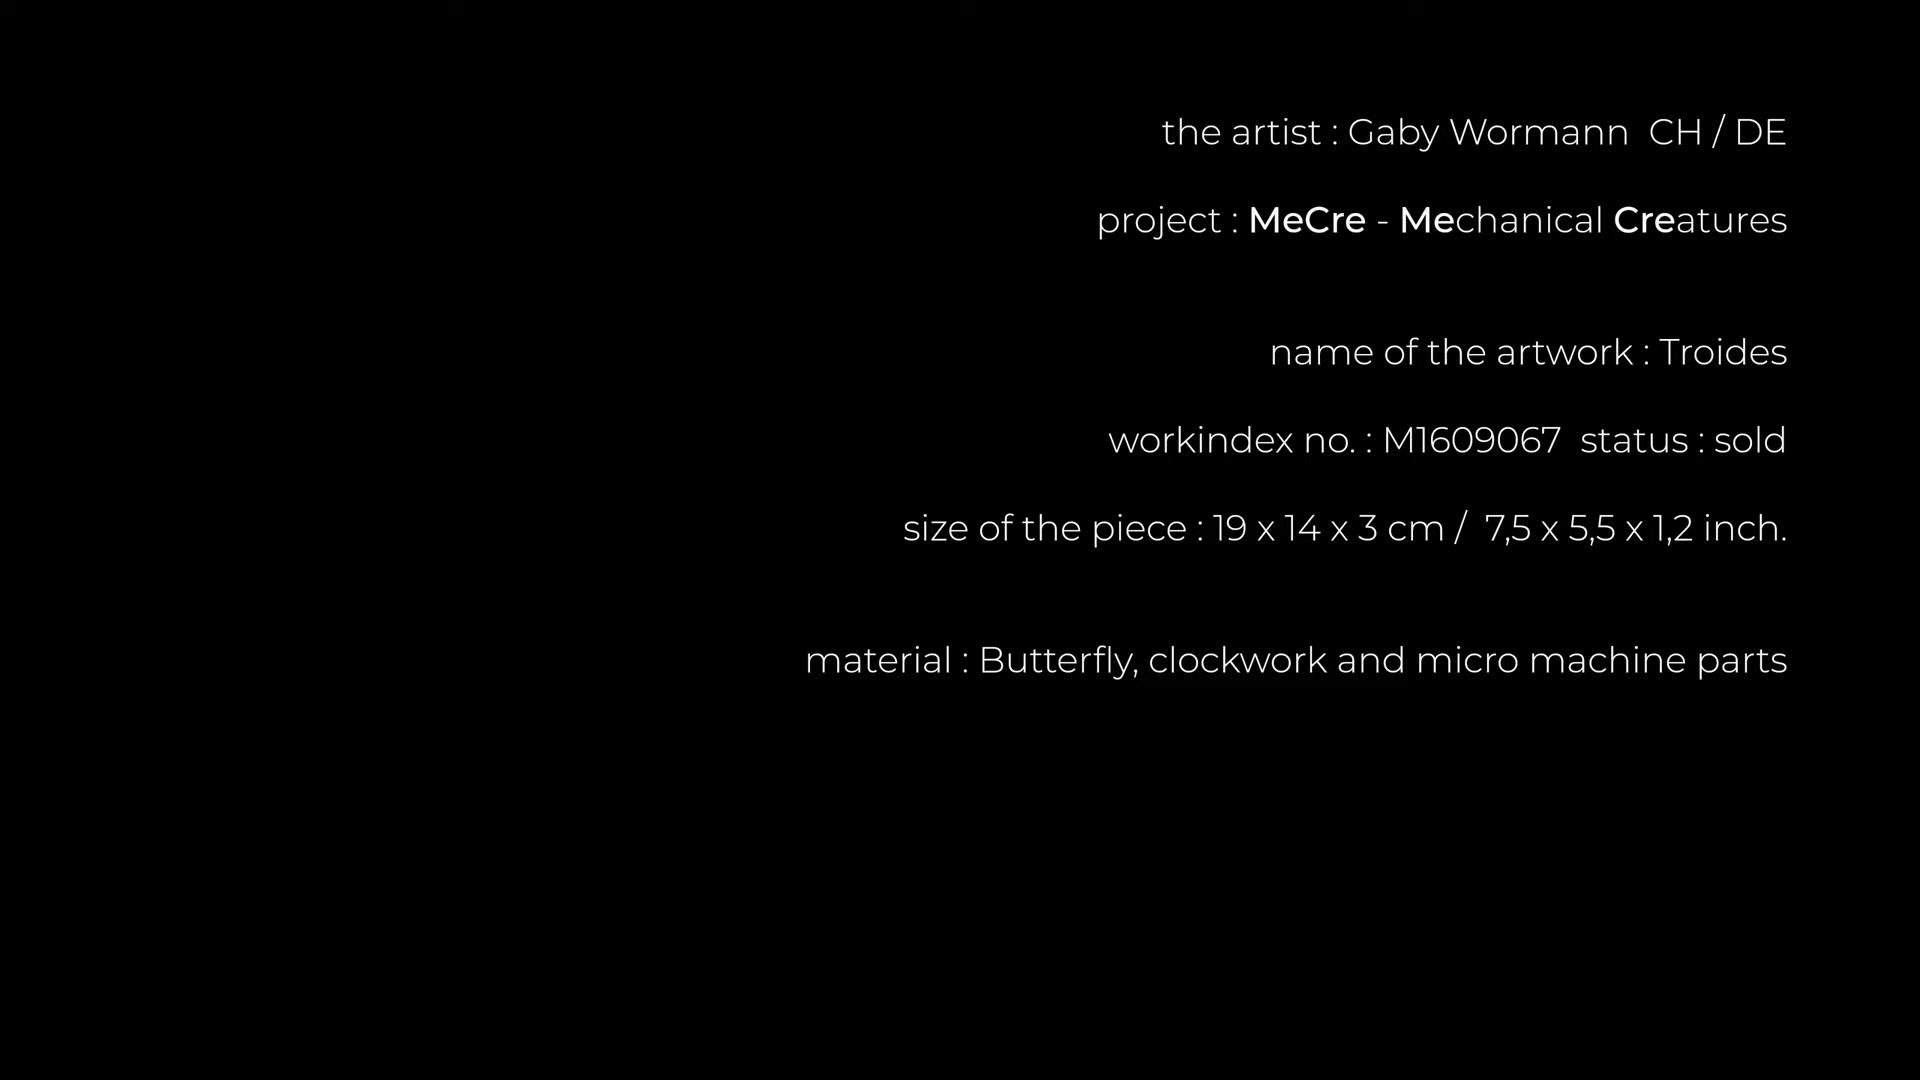 the artist : Gaby Wormann  CH / DE
project : MeCre - Mechanical Creatures
name of the artwork : Troides
workindex no. : M1609067  status : sold
size of the piece : 19 x 14 x 3 cm /  7,5 x 5,5 x 1,2 inch.
material : Butterfly, clockwork and micro machine parts